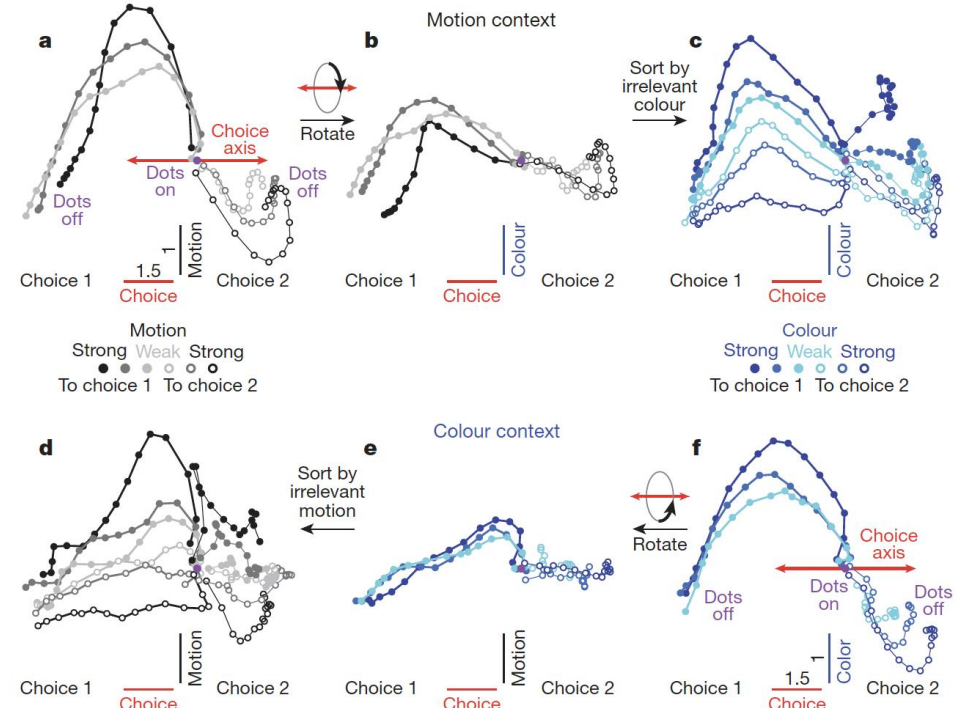 Motion context
a
b
c
Choice
axis
Dots
on
Dots
off
Dots
off
Rotate
Sort by
irrelevant
colour
1
1.5
Motion
Choice 1
Choice
Choice 2
Colour
Choice
Choice 2
Colour
Choice 1
Choice
Choice 2
Motion
Strong Weak Strong
To choice 1 To choice 2
Colour
Strong Weak Strong
To choice 1 To choice 2
Colour context
d
e
f
Sort by
irrelevant
motion
Rotate
Choice
axis
Dots
off
Dots
on
Dots
off
Motion
Choice 1
Choice
Choice 2
Motion
Choice 1
Choice
Choice 2
1
1.5
Color
Choice 1
Choice
Choice 2